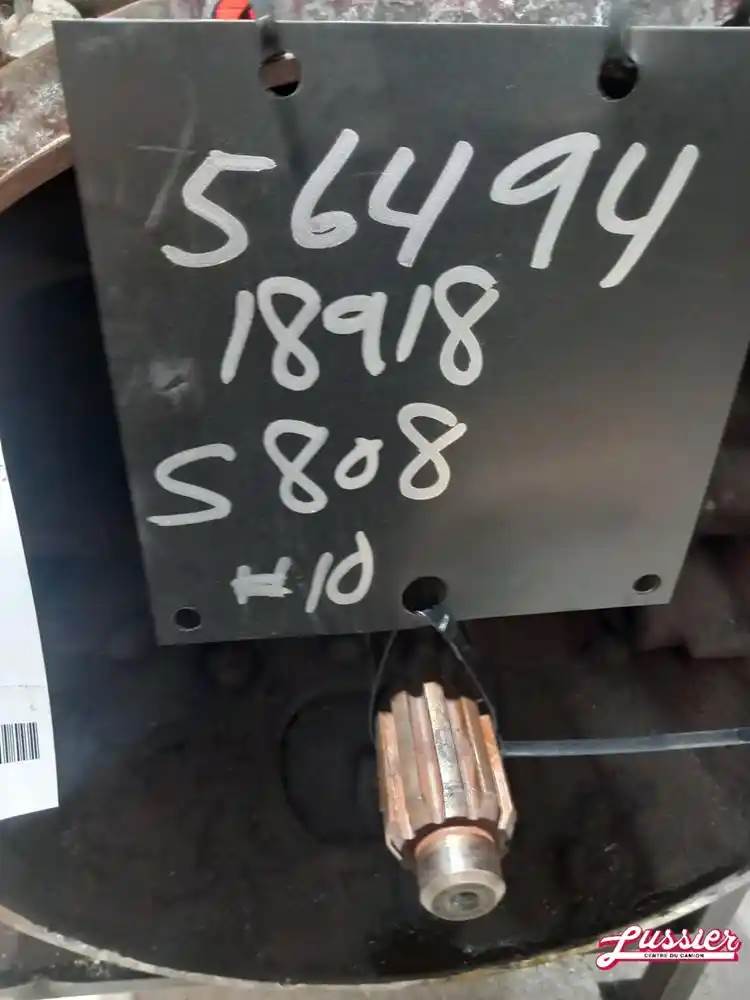 56494
18918
S808
#10
Lussier
CENTRE DU CAMION